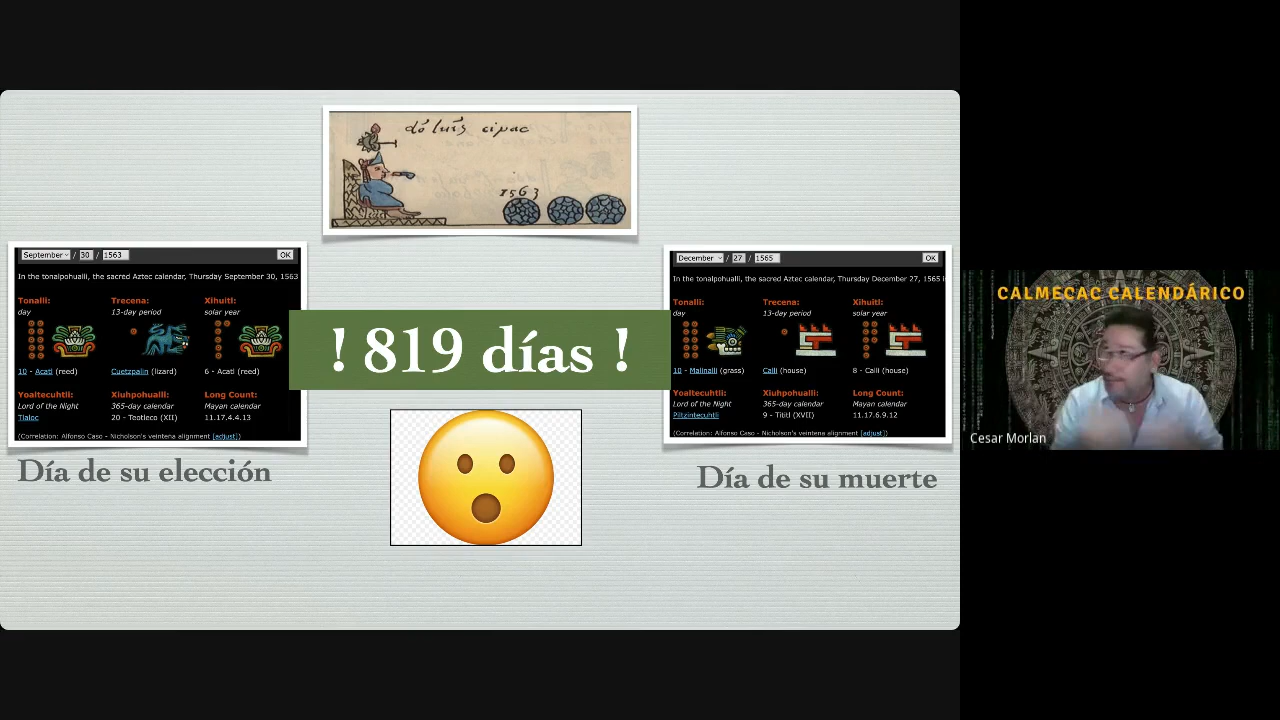 dõ luis cipac
1563
September / 30 / 1563 OK
In the tonalpohualli, the sacred Aztec calendar, Thursday September 30, 1563
Tonalli: Trecena: Xihuitl:
day 13-day period solar year
10 - Acatl (reed) Cuetzpalin (lizard) 6 - Acatl (reed)
Yoaltecuhtli: Xiuhpohualli: Long Count:
Lord of the Night 365-day calendar Mayan calendar
Tlaloc 20 - Teotleco (XII) 11.17.4.4.13
(Correlation: Alfonso Caso - Nicholson's veintena alignment [adjust])
Día de su elección
! 819 días !
December / 27 / 1565 OK
In the tonalpohualli, the sacred Aztec calendar, Thursday December 27, 1565
Tonalli: Trecena: Xihuitl:
day 13-day period solar year
10 - Malinalli (grass) Calli (house) 8 - Calli (house)
Yoaltecuhtli: Xiuhpohualli: Long Count:
Lord of the Night 365-day calendar Mayan calendar
Piltzintecuhtli 9 - Tititl (XVII) 11.17.6.9.12
(Correlation: Alfonso Caso - Nicholson's veintena alignment [adjust])
Día de su muerte
CALMECAC CALENDÁRICO
Cesar Morlan